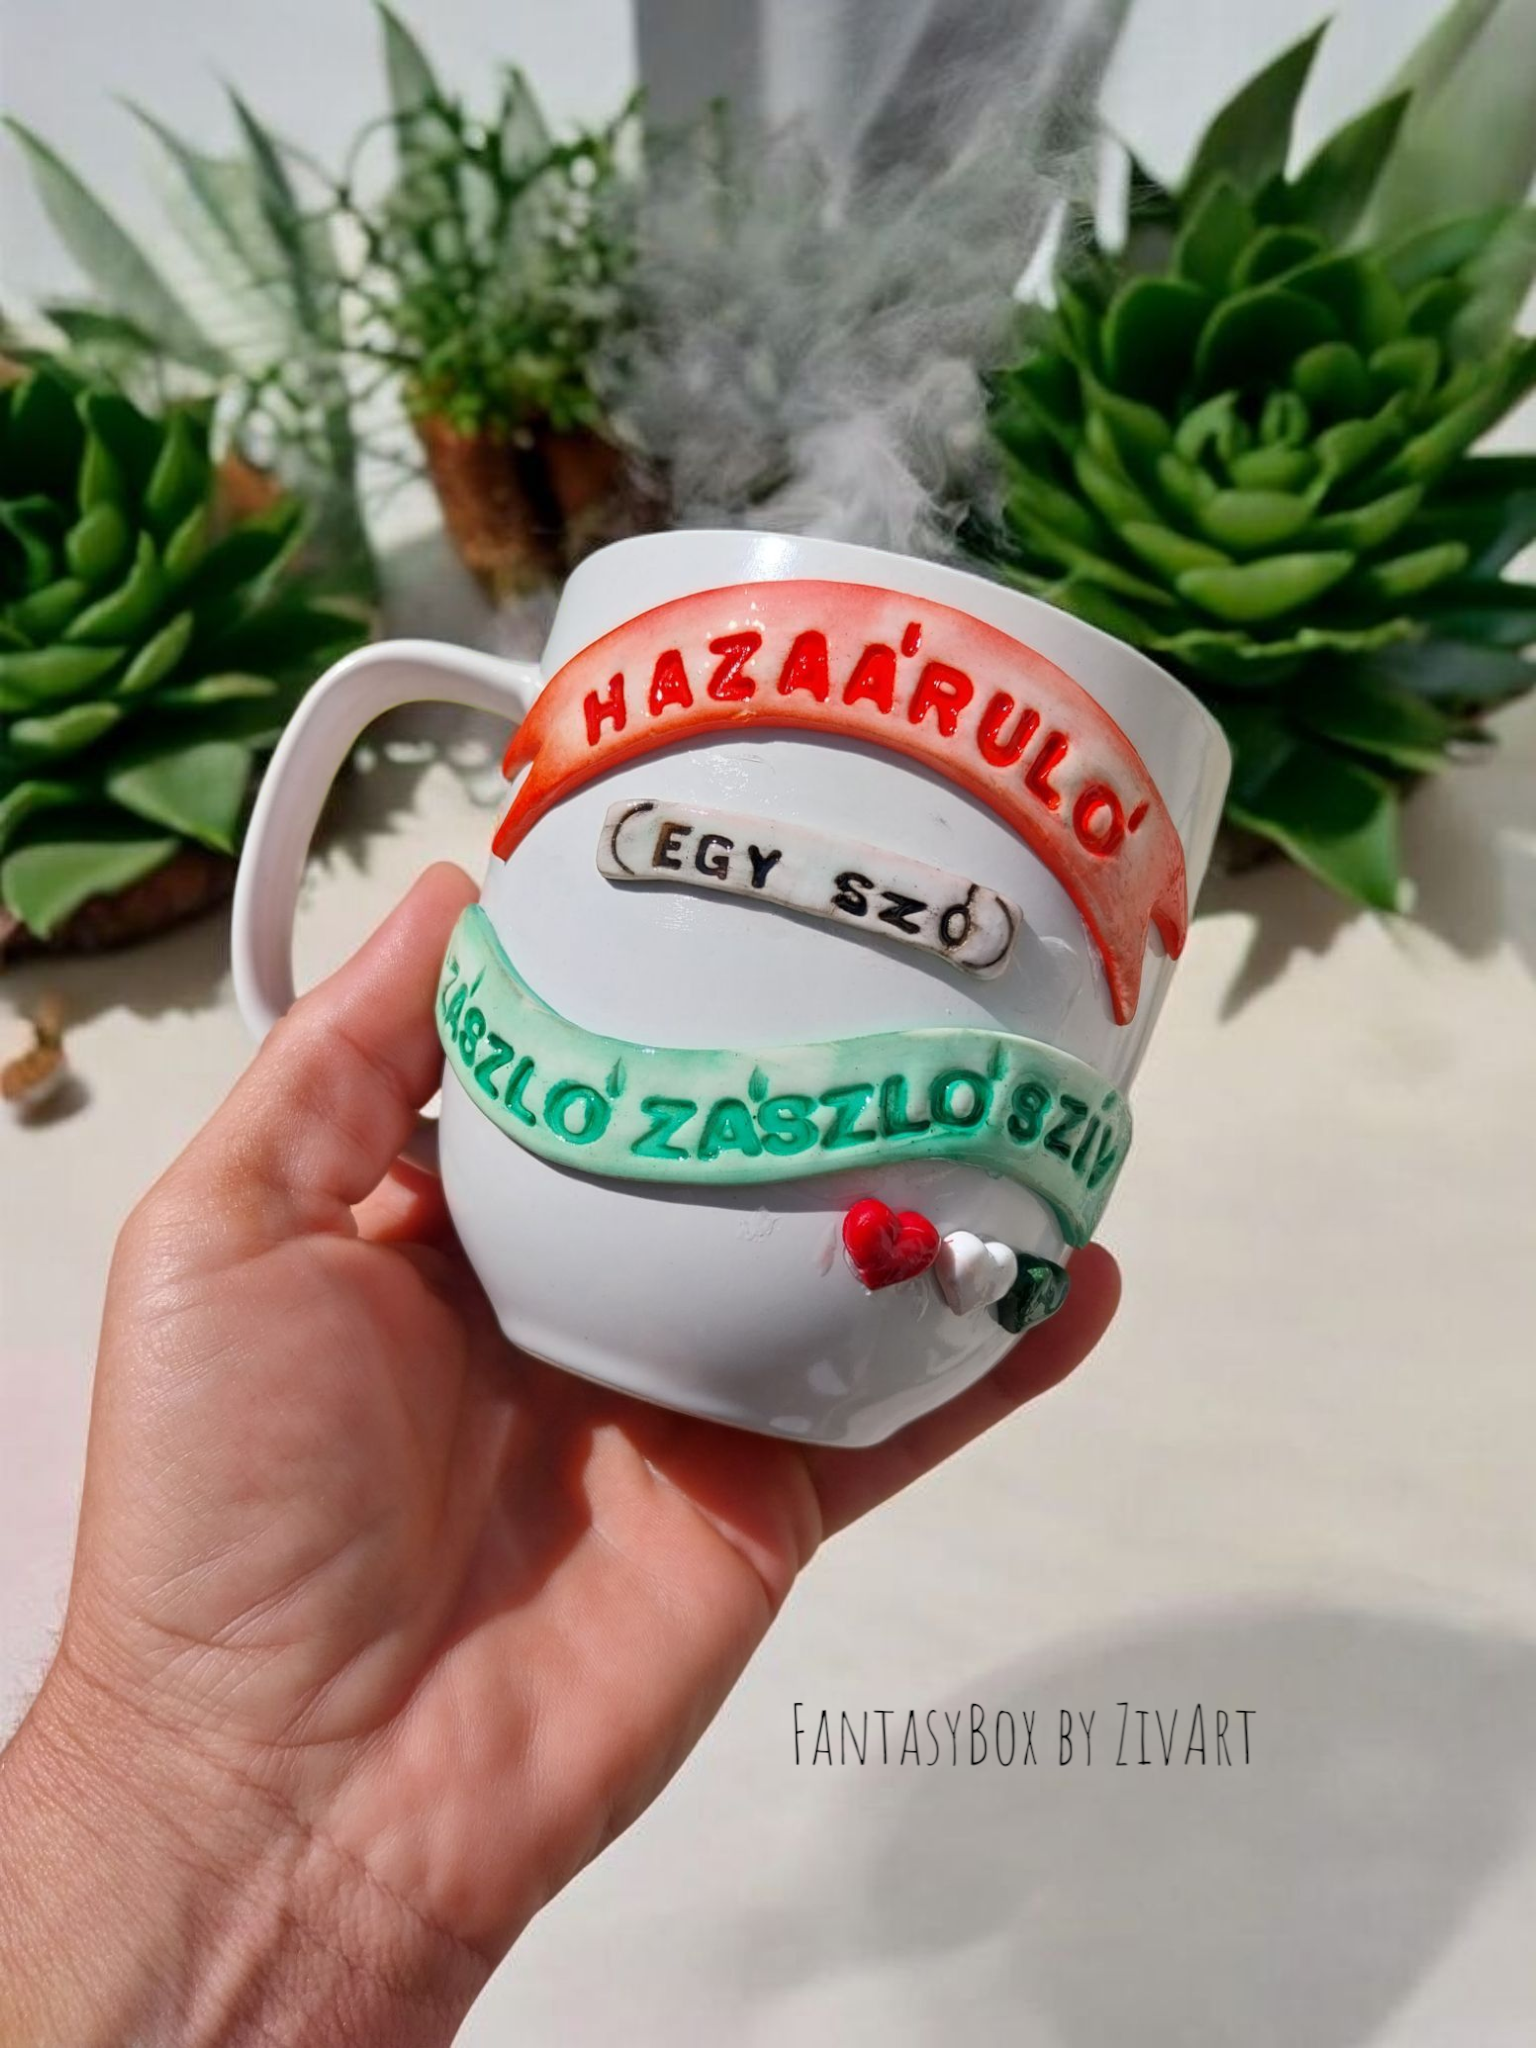 HAZAÁRULÓ
(EGY SZÓ)
ZÁSZLÓ ZÁSZLÓ SZÍV
FANTASYBOX BY ZIVART